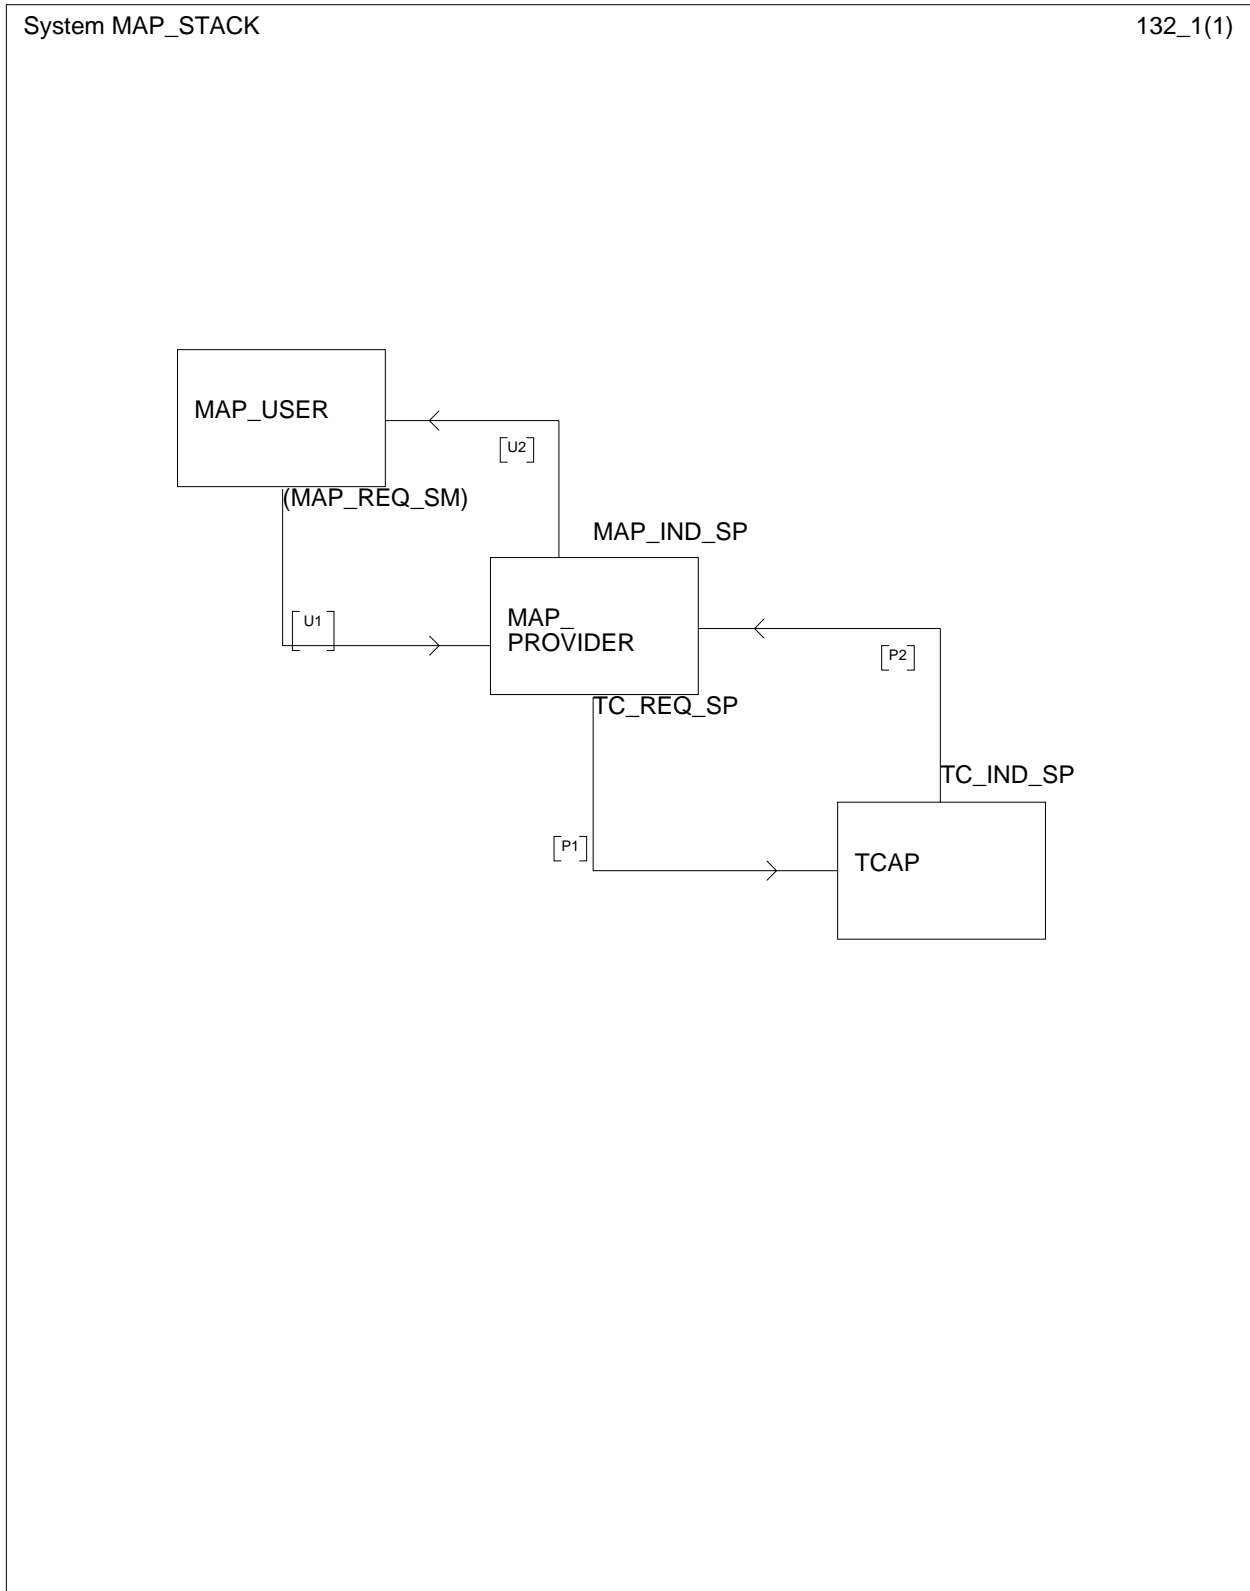 System MAP_STACK
132_1(1)
MAP_USER
[U2]
(MAP_REQ_SM)
MAP_IND_SP
[U1]
MAP_
PROVIDER
[P2]
TC_REQ_SP
TC_IND_SP
[P1]
TCAP